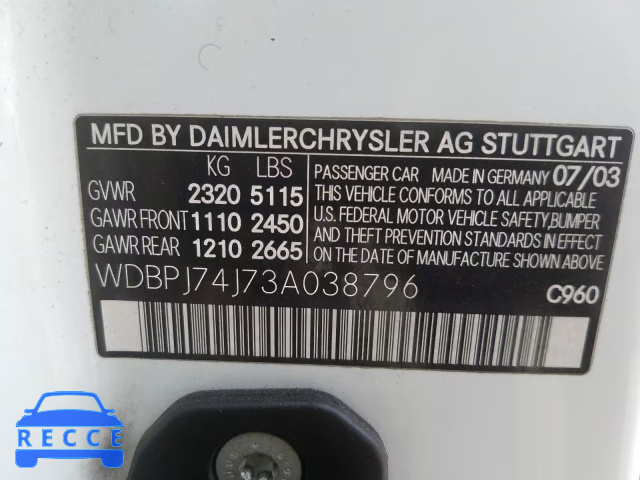 MFD BY DAIMLERCHRYSLER AG STUTTGART
KG LBS
GVWR 2320 5115
GAWR FRONT 1110 2450
GAWR REAR 1210 2665
PASSENGER CAR MADE IN GERMANY 07/03
THIS VEHICLE CONFORMS TO ALL APPLICABLE
U.S. FEDERAL MOTOR VEHICLE SAFETY,BUMPER
AND THEFT PREVENTION STANDARDS IN EFFECT
ON THE DATE OF MANUFACTURE SHOWN ABOVE.
WDBPJ74J73A038796
C960
RECCE